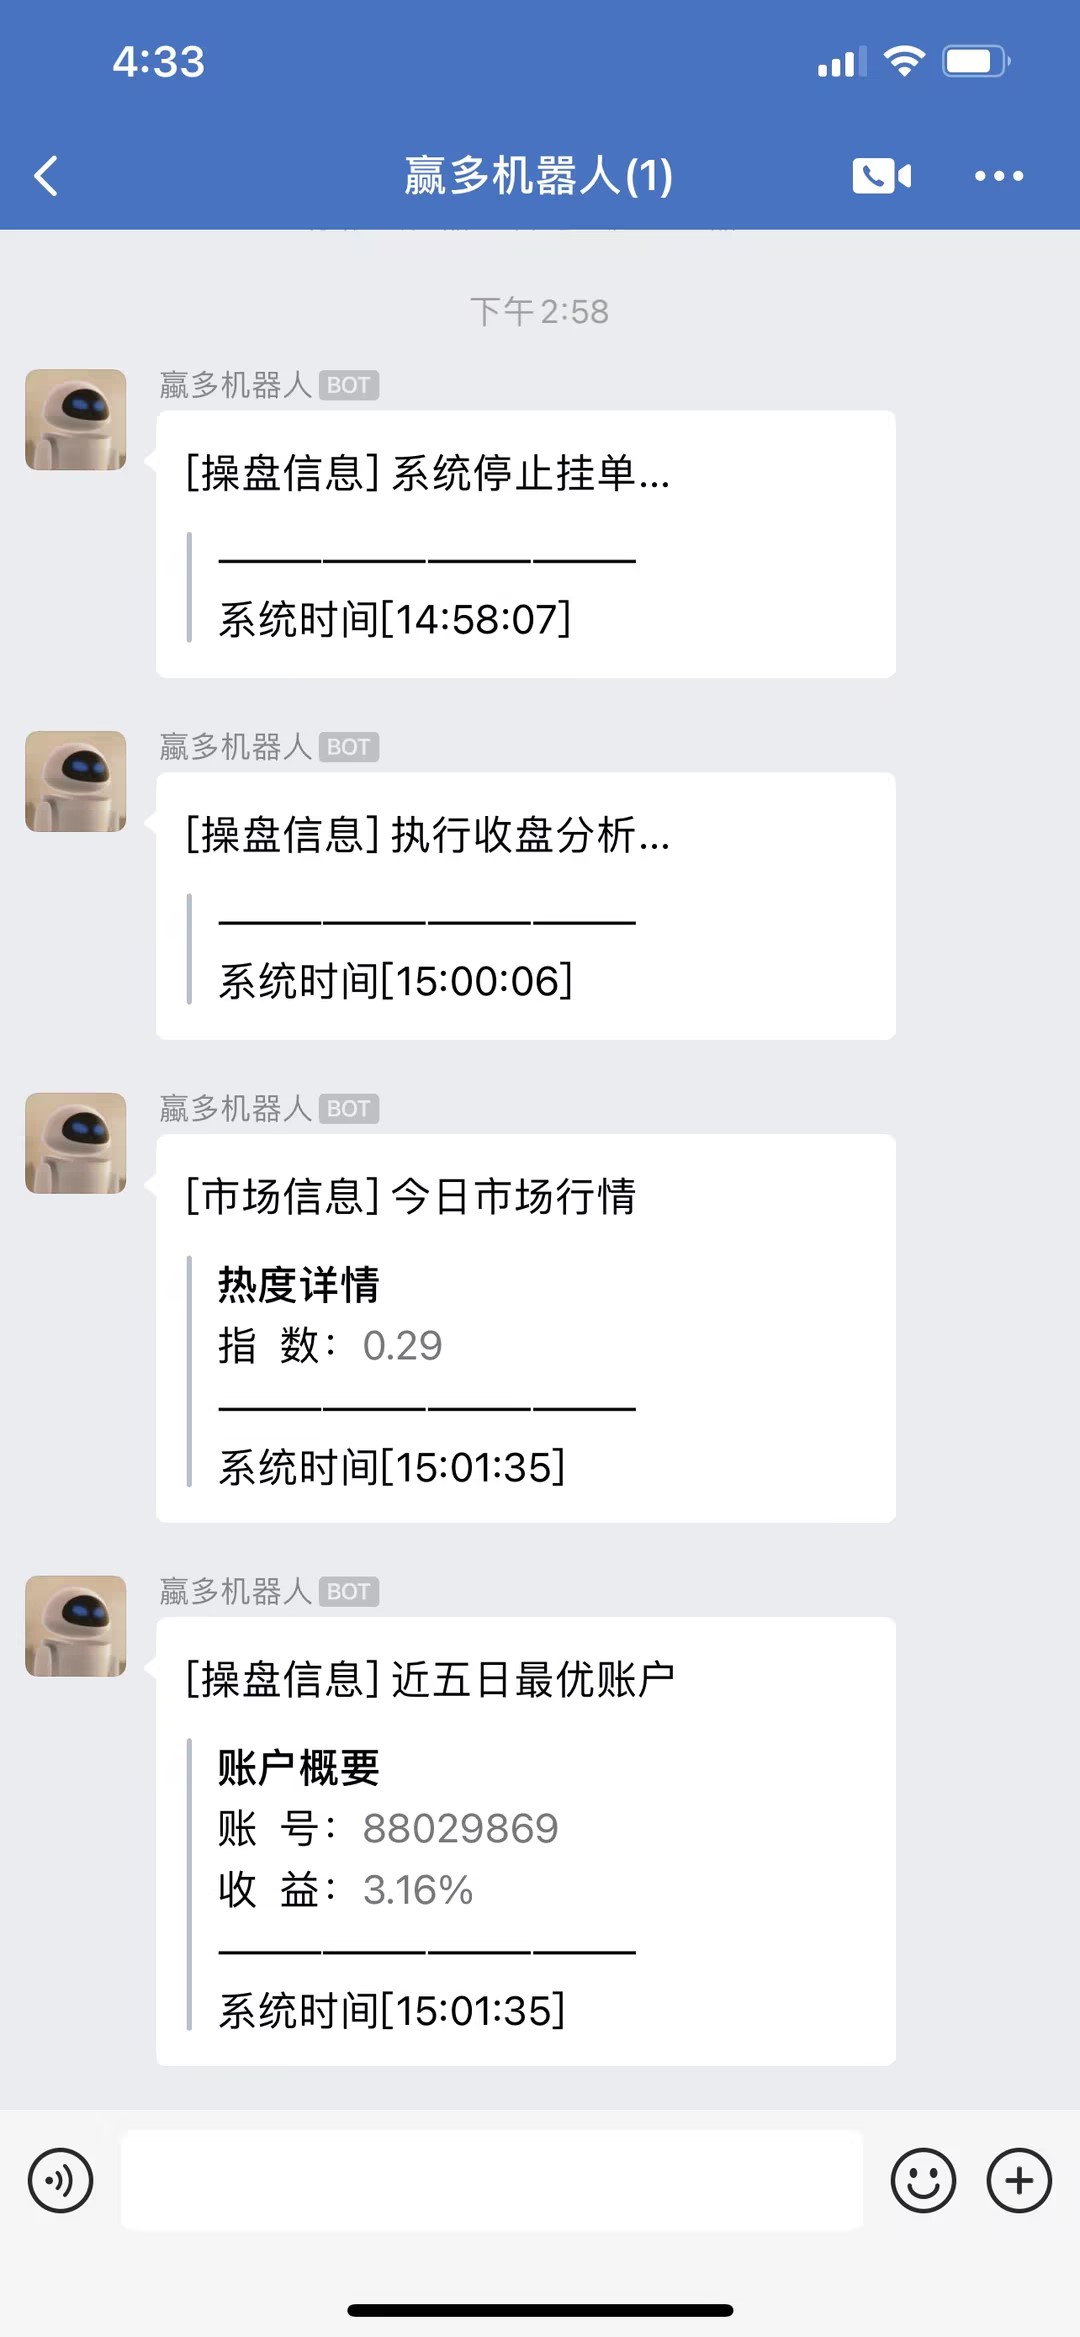 4:33
赢多机器人(1)
下午2:58
赢多机器人 BOT
[操盘信息] 系统停止挂单...
————————
系统时间[14:58:07]
赢多机器人 BOT
[操盘信息] 执行收盘分析...
————————
系统时间[15:00:06]
赢多机器人 BOT
[市场信息] 今日市场行情
热度详情
指 数：0.29
————————
系统时间[15:01:35]
赢多机器人 BOT
[操盘信息] 近五日最优账户
账户概要
账 号：88029869
收 益：3.16%
————————
系统时间[15:01:35]